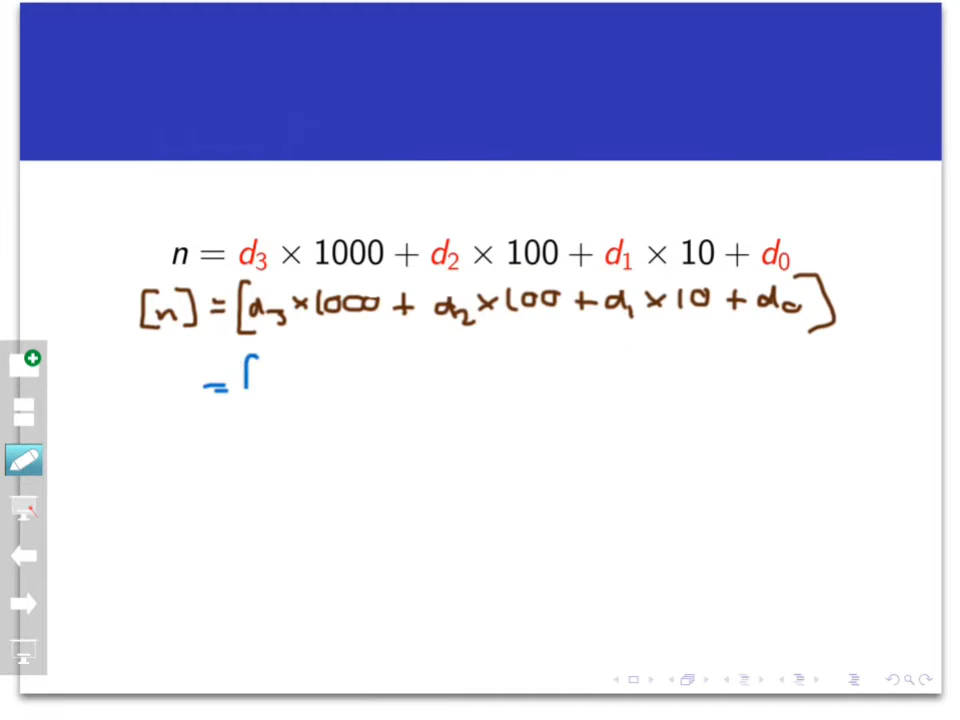 n = d₃ × 1000 + d₂ × 100 + d₁ × 10 + d₀
[n] = [d₃ × 1000 + d₂ × 100 + d₁ × 10 + d₀]
= [